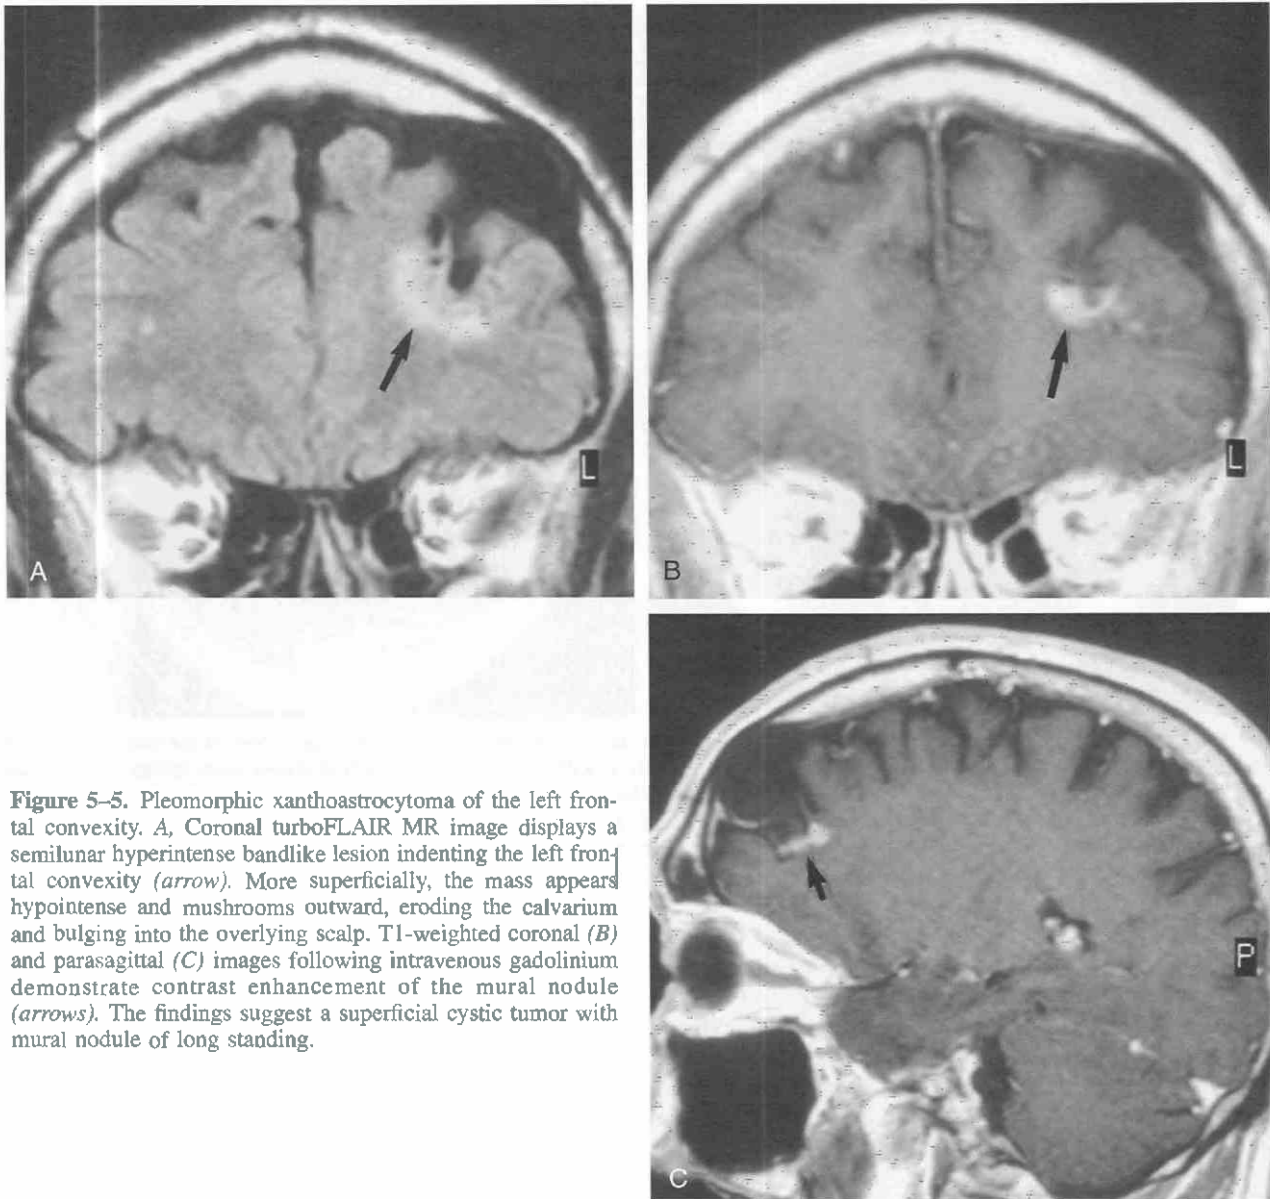 L
A
L
B
Figure 5–5. Pleomorphic xanthoastrocytoma of the left fron-
tal convexity. A, Coronal turboFLAIR MR image displays a
semilunar hyperintense bandlike lesion indenting the left fron-
tal convexity (arrow). More superficially, the mass appears
hypointense and mushrooms outward, eroding the calvarium
and bulging into the overlying scalp. T1-weighted coronal (B)
and parasagittal (C) images following intravenous gadolinium
demonstrate contrast enhancement of the mural nodule
(arrows). The findings suggest a superficial cystic tumor with
mural nodule of long standing.
P
C